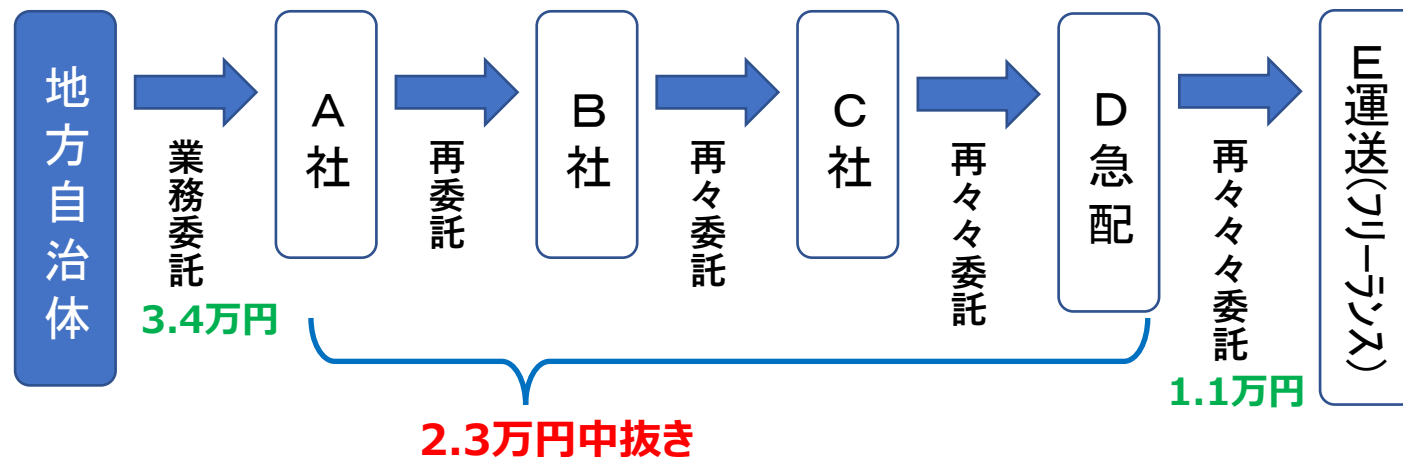 地方自治体
業務委託
3.4万円
A社
再委託
B社
再々委託
C社
再々々委託
D急配
再々々々委託
1.1万円
E運送(フリーランス)
2.3万円中抜き